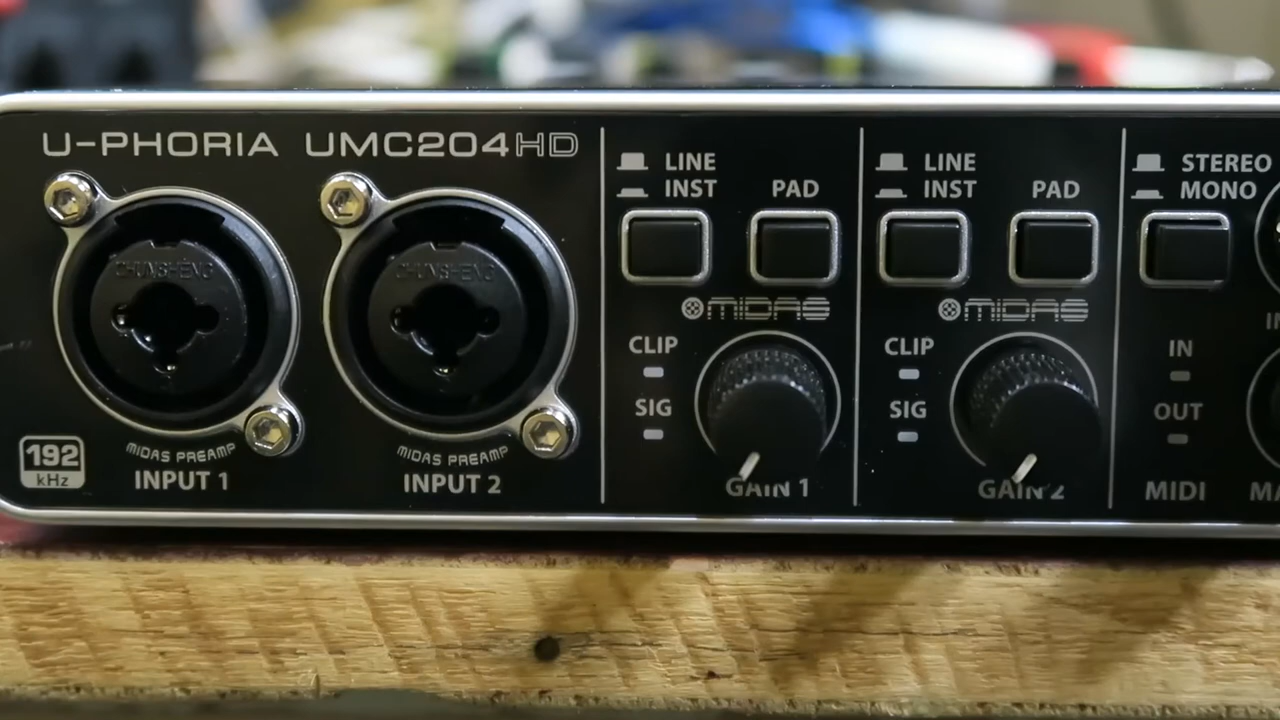 U-PHORIA UMC204HD
CHUNSHENG
MIDAS PREAMP
INPUT 1
192
kHz
CHUNSHENG
MIDAS PREAMP
INPUT 2
LINE
INST
PAD
MIDAS
CLIP
SIG
GAIN 1
LINE
INST
PAD
MIDAS
CLIP
SIG
GAIN 2
STEREO
MONO
IN
OUT
MIDI